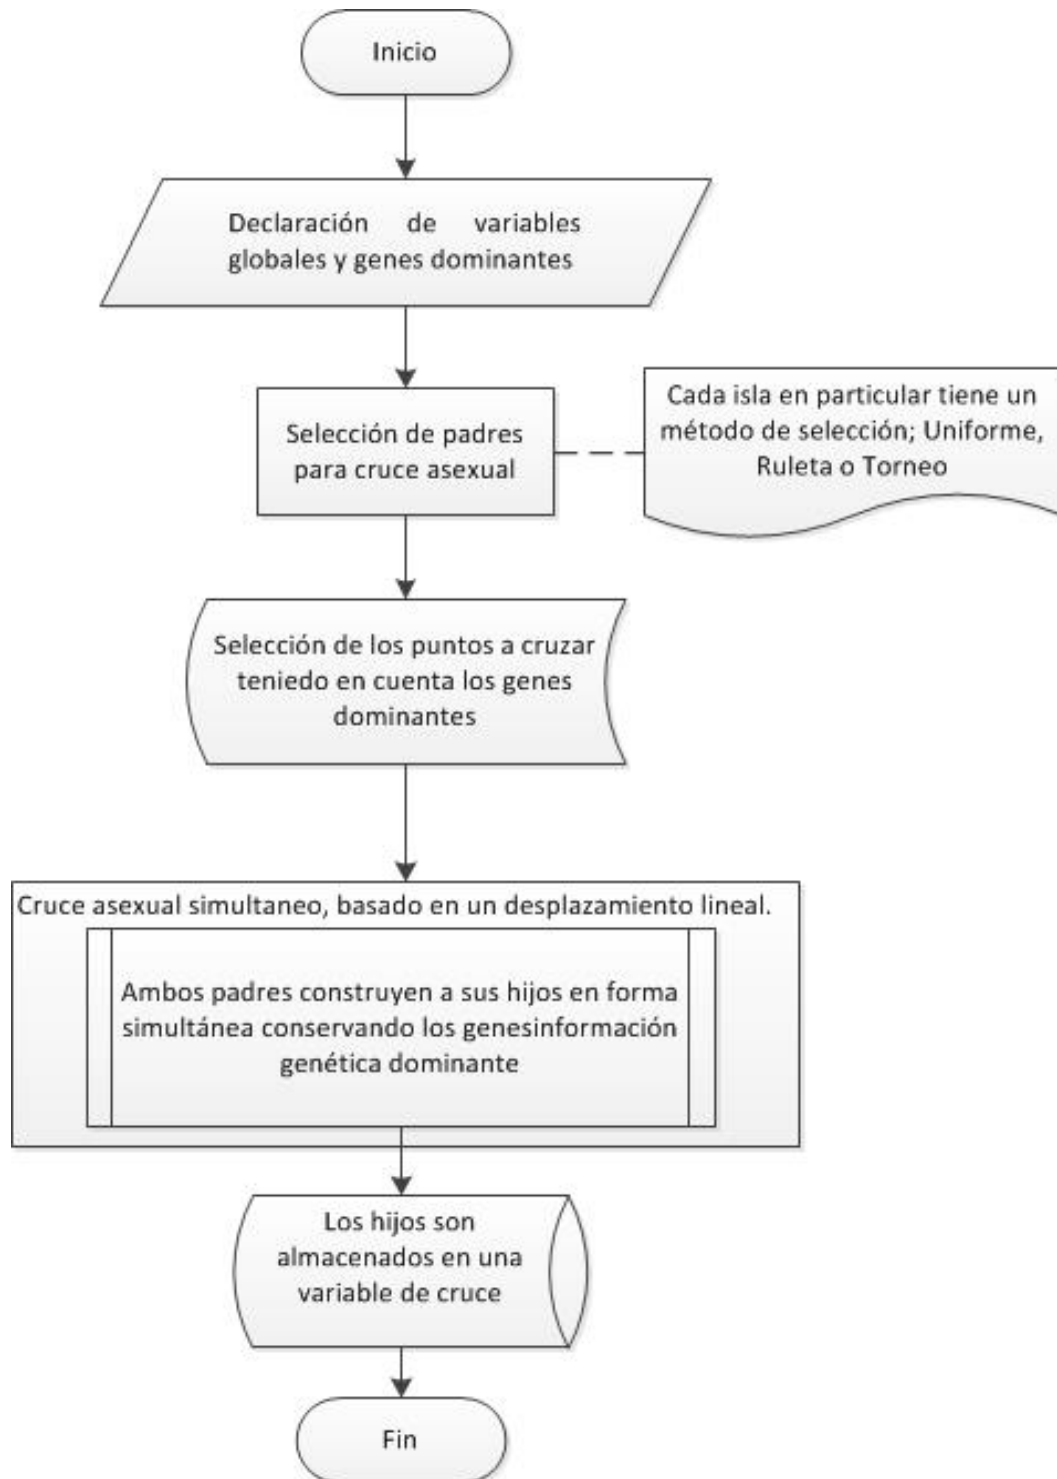 Inicio
Declaración de variables
globales y genes dominantes
Selección de padres
para cruce asexual
Cada isla en particular tiene un
método de selección; Uniforme,
Ruleta o Torneo
Selección de los puntos a cruzar
teniedo en cuenta los genes
dominantes
Cruce asexual simultaneo, basado en un desplazamiento lineal.
Ambos padres construyen a sus hijos en forma
simultánea conservando los genesinformación
genética dominante
Los hijos son
almacenados en una
variable de cruce
Fin